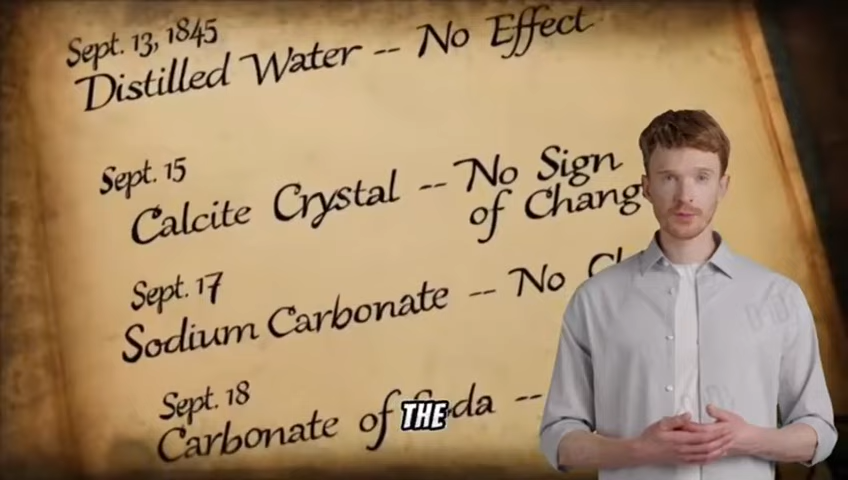 Sept. 13, 1845
Distilled Water -- No Effect
Sept. 15
Calcite Crystal -- No Sign
of Chang
Sept. 17
Sodium Carbonate -- No
Sept. 18
Carbonate of --
THE